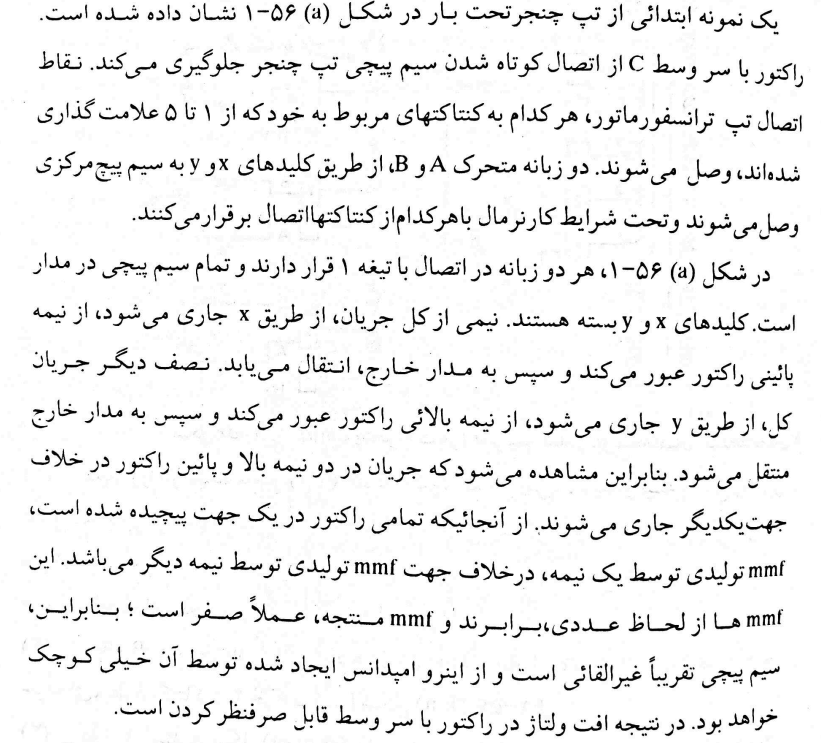 یک نمونه ابتدائی از تپ چنجرتحت بار در شکل (a) ۵۶-۱ نشان داده شده است.
راکتور با سر وسط C از اتصال کوتاه شدن سیم پیچی تپ چنجر جلوگیری می‌کند. نقاط
اتصال تپ ترانسفورماتور، هر کدام به کنتاکتهای مربوط به خود که از ۱ تا ۵ علامت گذاری
شده‌اند، وصل می‌شوند. دو زبانه متحرک A و B، از طریق کلیدهای x و y به سیم پیچ مرکزی
وصل می‌شوند وتحت شرایط کارنرمال باهرکدام از کنتاکتها اتصال برقرار می‌کنند.
در شکل (a) ۵۶-۱، هر دو زبانه در اتصال با تیغه ۱ قرار دارند و تمام سیم پیچی در مدار
است. کلیدهای x و y بسته هستند. نیمی از کل جریان، از طریق x جاری می‌شود، از نیمه
پائینی راکتور عبور می‌کند و سپس به مدار خارج، انتقال می‌یابد. نصف دیگر جریان
کل، از طریق y جاری می‌شود، از نیمه بالائی راکتور عبور می‌کند و سپس به مدار خارج
منتقل می‌شود. بنابراین مشاهده می‌شود که جریان در دو نیمه بالا و پائین راکتور در خلاف
جهت یکدیگر جاری می‌شوند. از آنجائیکه تمامی راکتور در یک جهت پیچیده شده است،
mmf تولیدی توسط یک نیمه، درخلاف جهت mmf تولیدی توسط نیمه دیگر می‌باشد. این
mmf ها از لحاظ عددی، برابرند و mmf منتجه، عملاً صفر است ؛ بنابراین،
سیم پیچی تقریباً غیرالقائی است و از اینرو امپدانس ایجاد شده توسط آن خیلی کوچک
خواهد بود. در نتیجه افت ولتاژ در راکتور با سر وسط قابل صرفنظر کردن است.